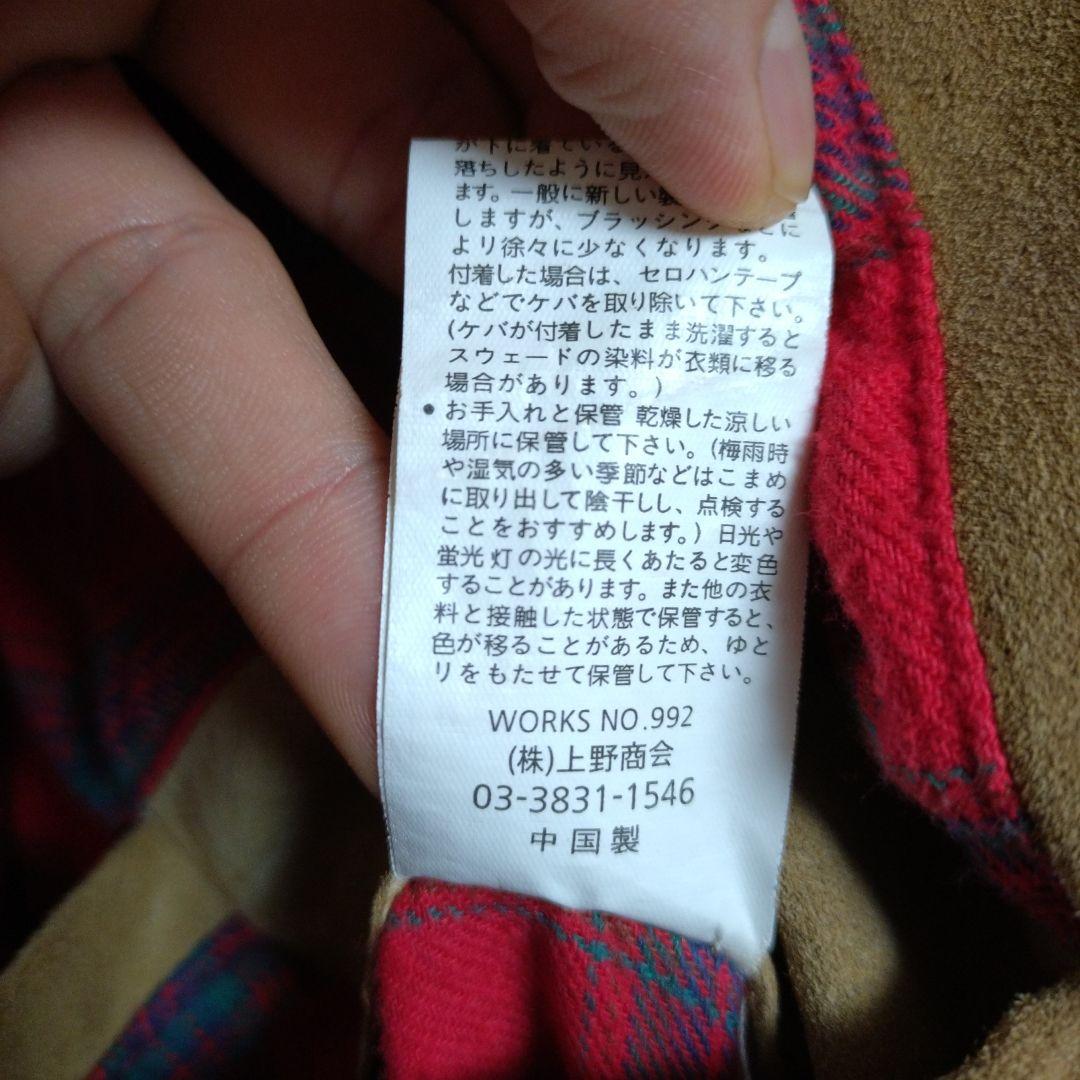 が下に着ている
落ちしたように見
ます。一般に新しい製
しますが、ブラッシングなどに
より徐々に少なくなります。
付着した場合は、セロハンテープ
などでケバを取り除いて下さい。
(ケバが付着したまま洗濯すると
スウェードの染料が衣類に移る
場合があります。)
• お手入れと保管 乾燥した涼しい
場所に保管して下さい。(梅雨時
や湿気の多い季節などはこまめ
に取り出して陰干しし、点検する
ことをおすすめします。) 日光や
蛍光灯の光に長くあたると変色
することがあります。また他の衣
料と接触した状態で保管すると、
色が移ることがあるため、ゆと
りをもたせて保管して下さい。
WORKS NO.992
(株)上野商会
03-3831-1546
中国製